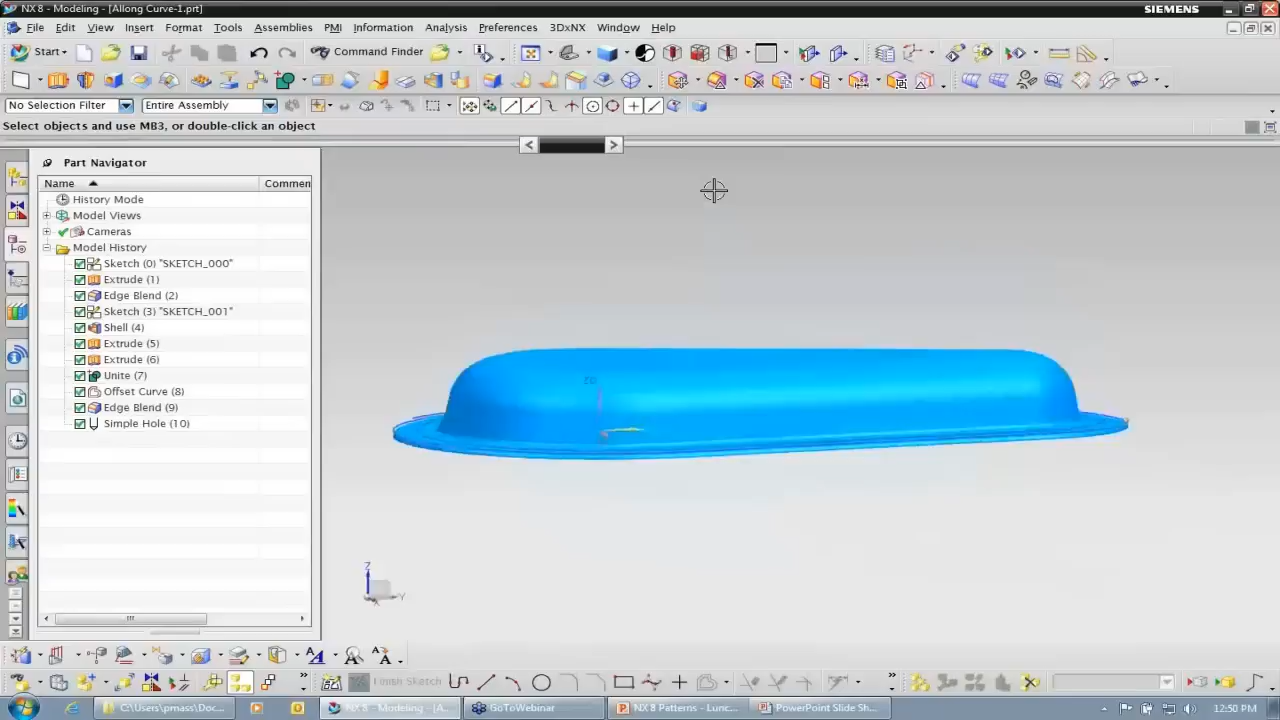 NX 8 - Modeling - [Allong Curve-1.prt]
SIEMENS
File Edit View Insert Format Tools Assemblies PMI Information Analysis Preferences 3DxNX Window Help
Start
Command Finder
No Selection Filter
Entire Assembly
Select objects and use MB3, or double-click an object
Part Navigator
Name
Commen
History Mode
Model Views
Cameras
Model History
Sketch (0) "SKETCH_000"
Extrude (1)
Edge Blend (2)
Sketch (3) "SKETCH_001"
Shell (4)
Extrude (5)
Extrude (6)
Unite (7)
Offset Curve (8)
Edge Blend (9)
Simple Hole (10)
Z
Y
Finish Sketch
C:\Users\pmass\Doc...
NX 8 - Modeling - [A...
GoToWebinar
NX 8 Patterns - Lunc...
PowerPoint Slide Sh...
12:50 PM